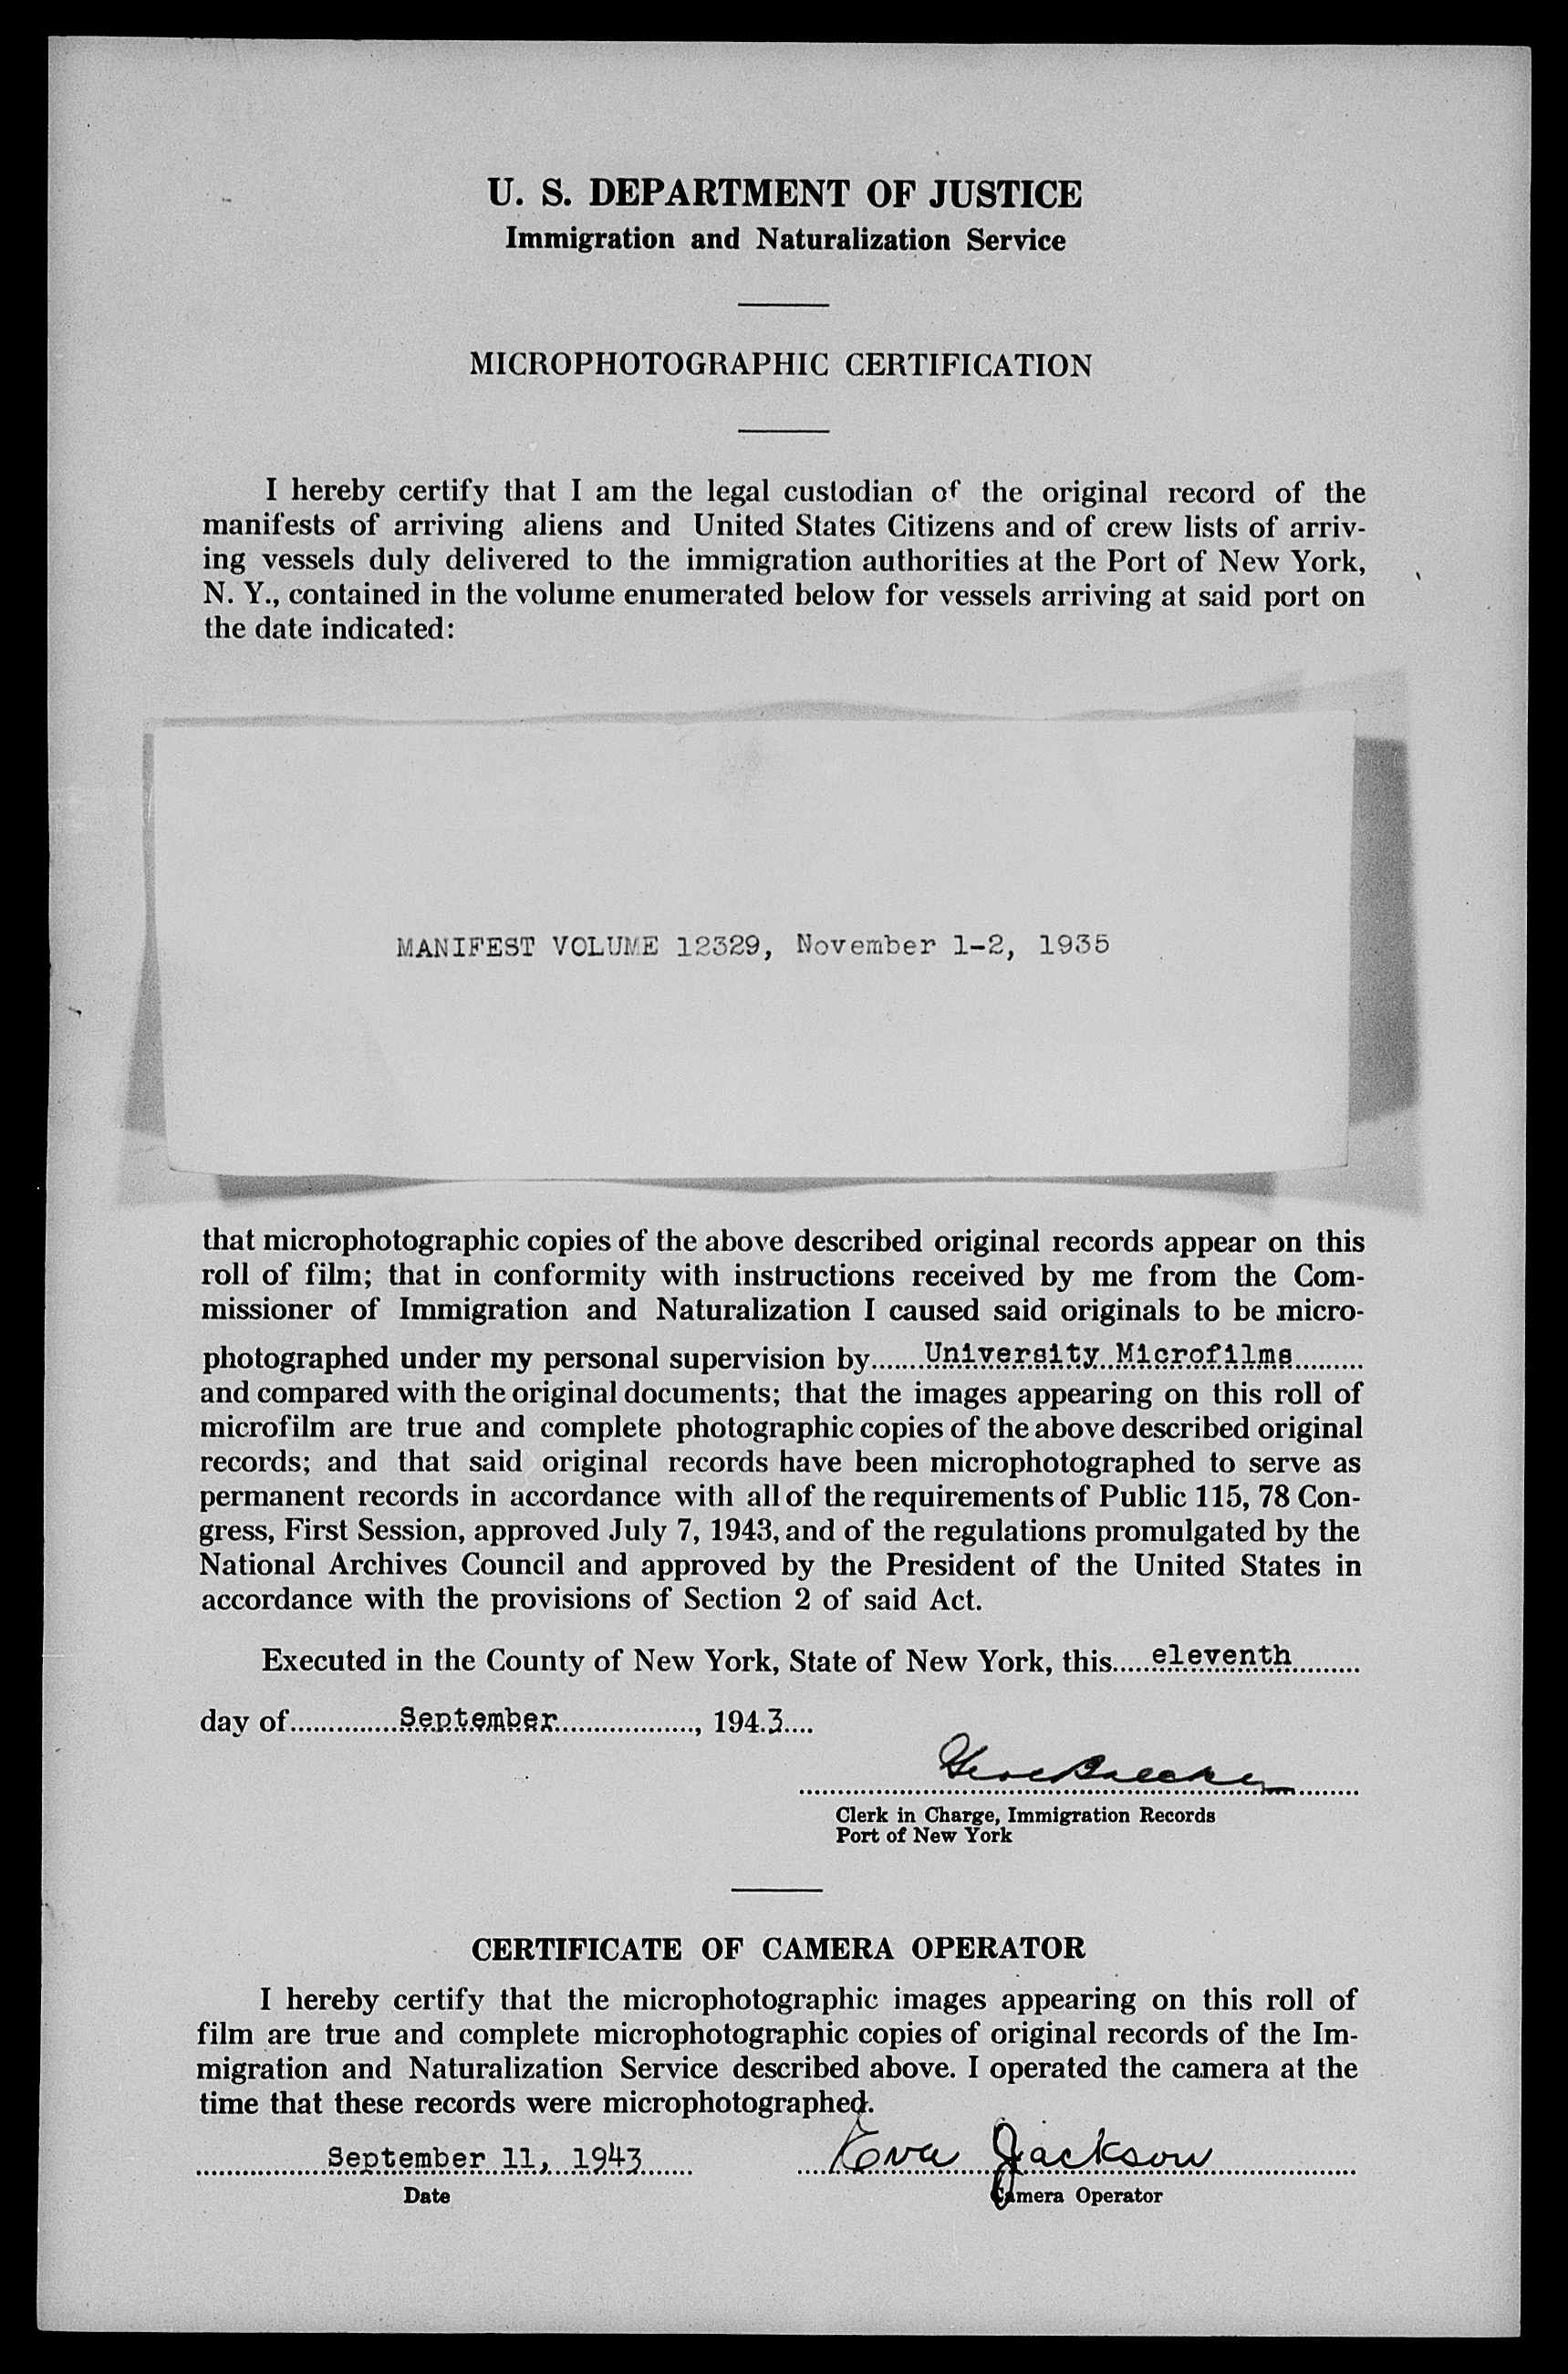 U. S. DEPARTMENT OF JUSTICE
Immigration and Naturalization Service
MICROPHOTOGRAPHIC CERTIFICATION
I hereby certify that I am the legal custodian of the original record of the
manifests of arriving aliens and United States Citizens and of crew lists of arriv-
ing vessels duly delivered to the immigration authorities at the Port of New York,
N. Y., contained in the volume enumerated below for vessels arriving at said port on
the date indicated:
MANIFEST VOLUME 12329, November 1-2, 1935
that microphotographic copies of the above described original records appear on this
roll of film; that in conformity with instructions received by me from the Com-
missioner of Immigration and Naturalization I caused said originals to be micro-
photographed under my personal supervision by University Microfilms
and compared with the original documents; that the images appearing on this roll of
microfilm are true and complete photographic copies of the above described original
records; and that said original records have been microphotographed to serve as
permanent records in accordance with all of the requirements of Public 115, 78 Con-
gress, First Session, approved July 7, 1943, and of the regulations promulgated by the
National Archives Council and approved by the President of the United States in
accordance with the provisions of Section 2 of said Act.
Executed in the County of New York, State of New York, this eleventh
day of September, 1943
Clerk in Charge, Immigration Records
Port of New York
CERTIFICATE OF CAMERA OPERATOR
I hereby certify that the microphotographic images appearing on this roll of
film are true and complete microphotographic copies of original records of the Im-
migration and Naturalization Service described above. I operated the camera at the
time that these records were microphotographed.
September 11, 1943 Eva Jackson
Date Camera Operator